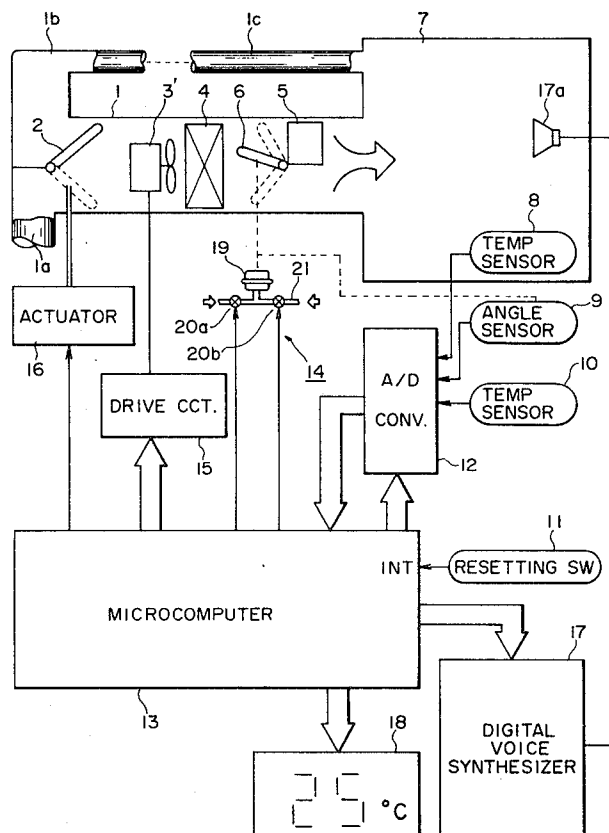 1b
1c
7
1
3'
4
6
5
17a
2
8
TEMP
SENSOR
1a
19
21
9
ANGLE
SENSOR
ACTUATOR
16
20a
20b
14
10
A/D
CONV.
TEMP
SENSOR
DRIVE CCT.
15
12
11
INT
RESETTING SW
MICROCOMPUTER
13
17
18
DIGITAL
VOICE
SYNTHESIZER
25 °C